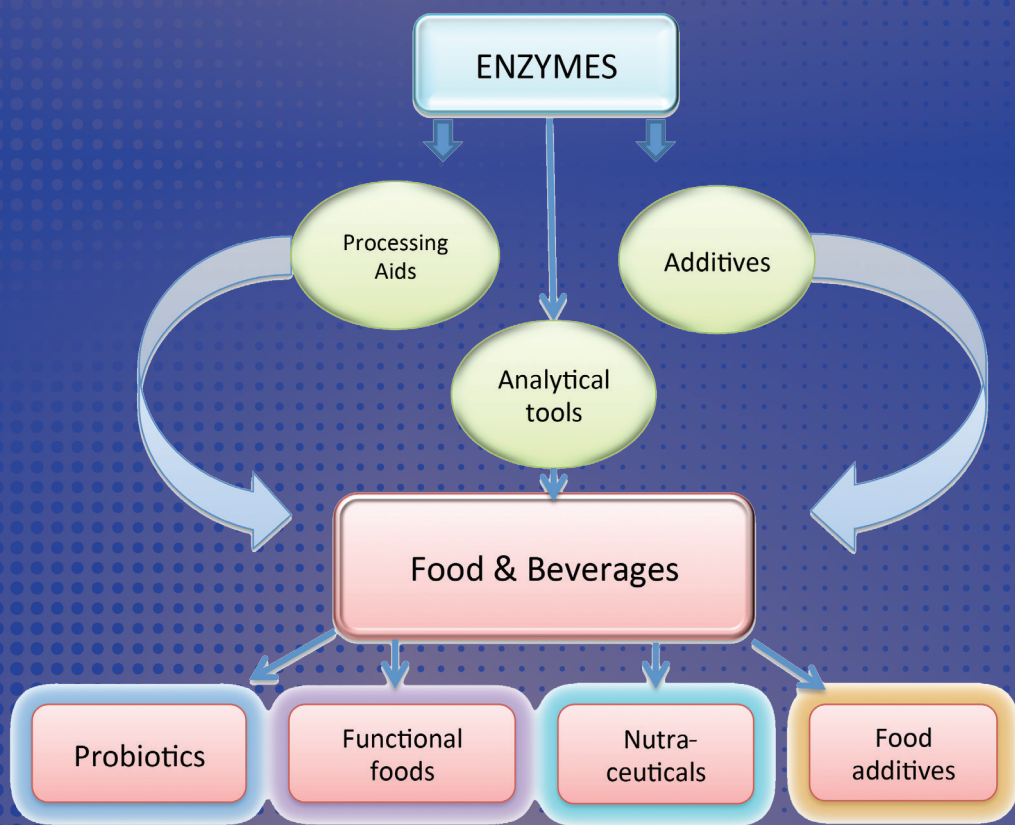 ENZYMES
Processing
Aids
Additives
Analytical
tools
Food & Beverages
Probiotics
Functional
foods
Nutra-
ceuticals
Food
additives